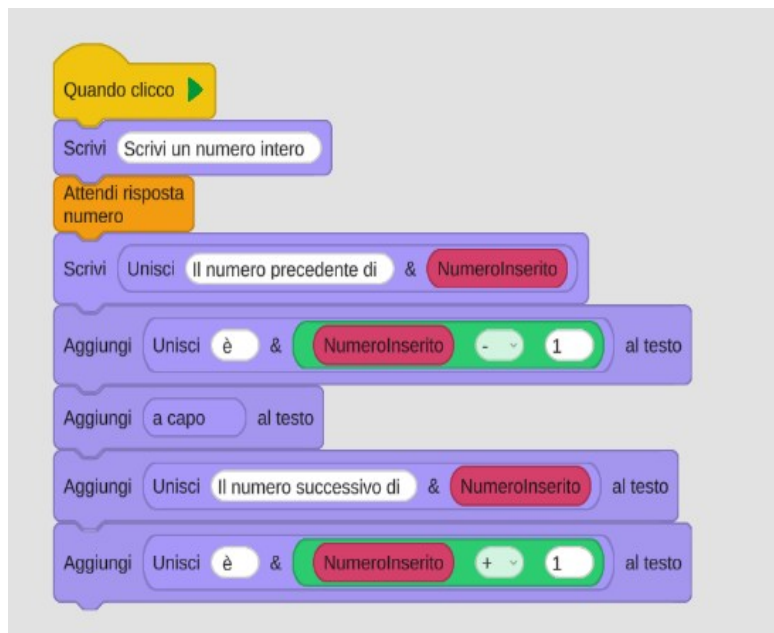 Quando clicco
Scrivi Scrivi un numero intero
Attendi risposta
numero
Scrivi Unisci Il numero precedente di & NumeroInserito
Aggiungi Unisci è & NumeroInserito - 1 al testo
Aggiungi a capo al testo
Aggiungi Unisci Il numero successivo di & NumeroInserito al testo
Aggiungi Unisci è & NumeroInserito + 1 al testo